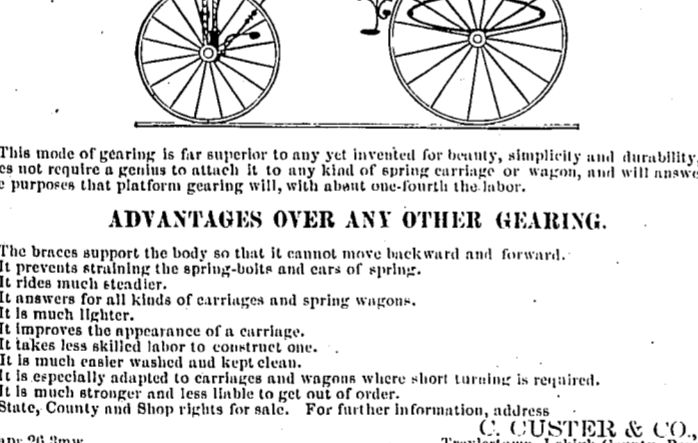 This mode of gearing is far superior to any yet invented for beauty, simplicity and durability,
es not require a genius to attach it to any kind of spring carriage or wagon, and will answe
e purposes that platform gearing will, with about one-fourth the labor.
ADVANTAGES OVER ANY OTHER GEARING.
The braces support the body so that it cannot move backward and forward.
It prevents straining the spring-bolts and ears of spring.
It rides much steadier.
It answers for all kinds of carriages and spring wagons.
It is much lighter.
It improves the appearance of a carriage.
It takes less skilled labor to construct one.
It is much easier washed and kept clean.
It is especially adapted to carriages and wagons where short turning is required.
It is much stronger and less liable to get out of order.
State, County and Shop rights for sale. For further information, address
C. CUSTER & CO.,